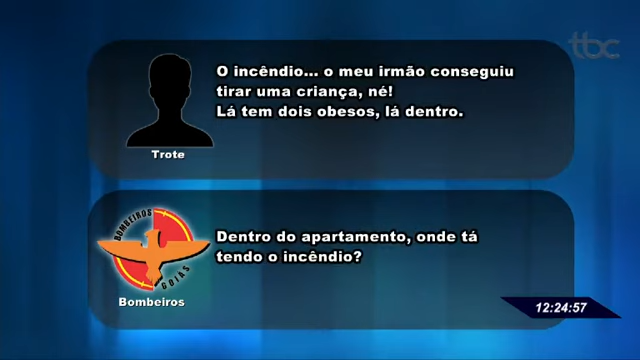 tbc
O incêndio... o meu irmão conseguiu
tirar uma criança, né!
Lá tem dois obesos, lá dentro.
Trote
BOMBEIROS
GOIÁS
Dentro do apartamento, onde tá
tendo o incêndio?
Bombeiros
12:24:57